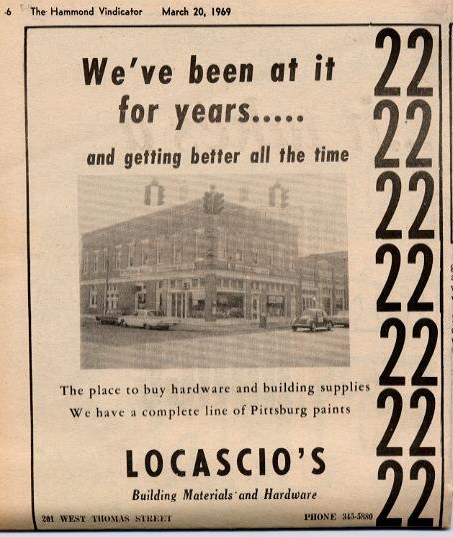 6 The Hammond Vindicator March 20, 1969
We've been at it
for years.....
and getting better all the time
22
22
22
22
22
22
22
The place to buy hardware and building supplies
We have a complete line of Pittsburg paints
LOCASCIO'S
Building Materials and Hardware
201 WEST THOMAS STREET PHONE 345-5880